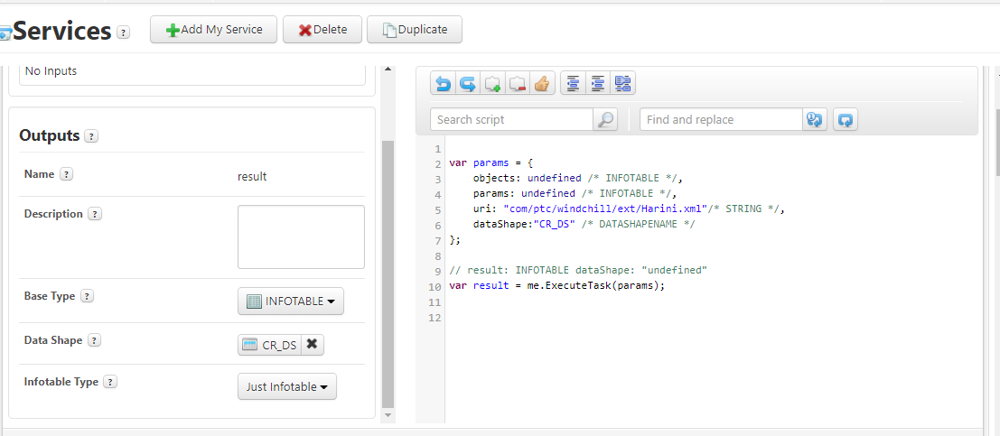 Services ?
Add My Service
Delete
Duplicate
No Inputs
Outputs ?
Name ?
result
Description ?
Base Type ?
INFOTABLE
Data Shape ?
CR_DS
Infotable Type ?
Just Infotable
Search script
Find and replace
1
2 var params = {
3 objects: undefined /* INFOTABLE */,
4 params: undefined /* INFOTABLE */,
5 uri: "com/ptc/windchill/ext/Harini.xml"/* STRING */,
6 dataShape:"CR_DS" /* DATASHAPENAME */
7 };
8
9 // result: INFOTABLE dataShape: "undefined"
10 var result = me.ExecuteTask(params);
11
12